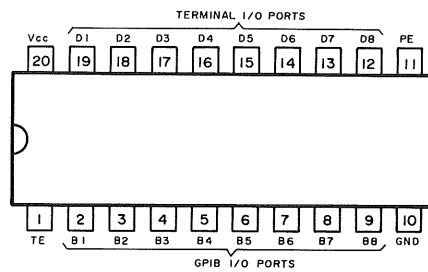 TERMINAL I/O PORTS
Vcc D1 D2 D3 D4 D5 D6 D7 D8 PE
20 19 18 17 16 15 14 13 12 11
1 2 3 4 5 6 7 8 9 10
TE B1 B2 B3 B4 B5 B6 B7 B8 GND
GPIB I/O PORTS